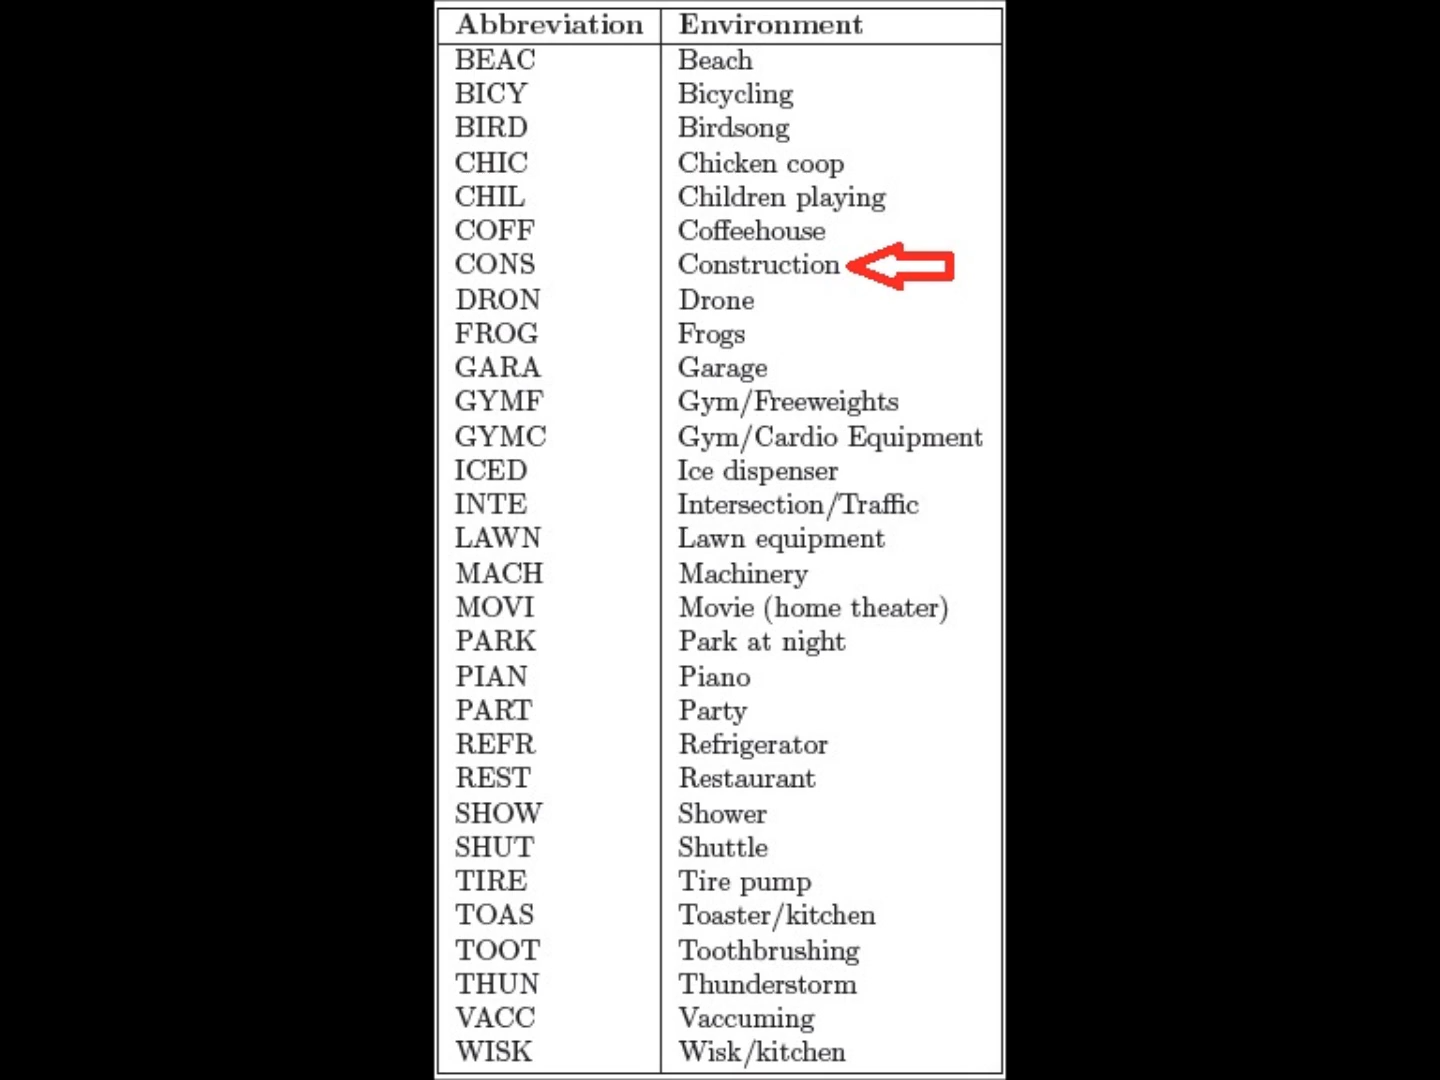 Abbreviation Environment
BEAC Beach
BICY Bicycling
BIRD Birdsong
CHIC Chicken coop
CHIL Children playing
COFF Coffeehouse
CONS Construction
DRON Drone
FROG Frogs
GARA Garage
GYMF Gym/Freeweights
GYMC Gym/Cardio Equipment
ICED Ice dispenser
INTE Intersection/Traffic
LAWN Lawn equipment
MACH Machinery
MOVI Movie (home theater)
PARK Park at night
PIAN Piano
PART Party
REFR Refrigerator
REST Restaurant
SHOW Shower
SHUT Shuttle
TIRE Tire pump
TOAS Toaster/kitchen
TOOT Toothbrushing
THUN Thunderstorm
VACC Vaccuming
WISK Wisk/kitchen